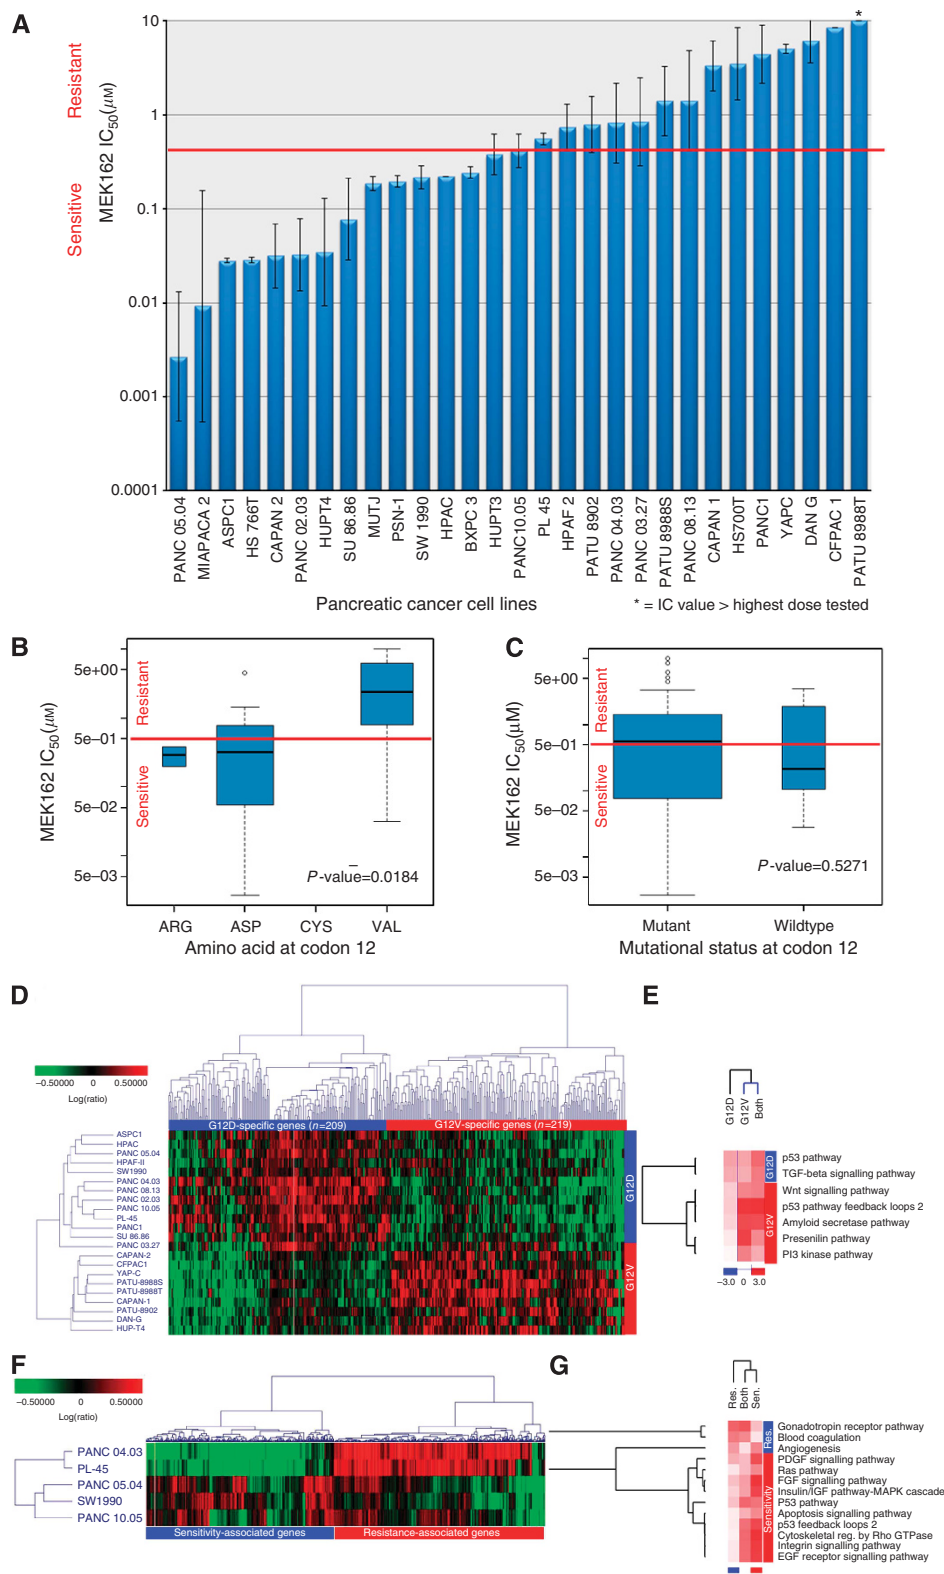 A
10
1
0.1
0.01
0.001
0.0001
Resistant
Sensitive
MEK162 IC50(μM)
*
PANC 05.04
MIAPACA 2
ASPC1
HS 766T
CAPAN 2
PANC 02.03
HUPT4
SU 86.86
MUTJ
PSN-1
SW 1990
HPAC
BXPC 3
HUPT3
PANC10.05
PL 45
HPAF 2
PATU 8902
PANC 04.03
PANC 03.27
PATU 8988S
PANC 08.13
CAPAN 1
HS700T
PANC1
YAPC
DAN G
CFPAC 1
PATU 8988T
Pancreatic cancer cell lines
* = IC value > highest dose tested
B
5e+00
5e–01
5e–02
5e–03
MEK162 IC50(μM)
Resistant
Sensitive
P-value=0.0184
ARG
ASP
CYS
VAL
Amino acid at codon 12
C
5e+00
5e–01
5e–02
5e–03
MEK162 IC50(μM)
Resistant
Sensitive
P-value=0.5271
Mutant
Wildtype
Mutational status at codon 12
D
–0.50000 0 0.50000
Log(ratio)
G12D-specific genes (n=209)
G12V-specific genes (n=219)
ASPC1
HPAC
PANC 05.04
HPAF-II
SW1990
PANC 04.03
PANC 08.13
PANC 02.03
PANC 10.05
PL-45
PANC1
SU 86.86
PANC 03.27
CAPAN-2
CFPAC1
YAP-C
PATU-8988S
PATU-8988T
CAPAN-1
PATU-8902
DAN-G
HUP-T4
G12D
G12V
E
G12D
G12V
Both
p53 pathway
TGF-beta signalling pathway
Wnt signalling pathway
p53 pathway feedback loops 2
Amyloid secretase pathway
Presenilin pathway
PI3 kinase pathway
G12D
G12V
–3.0 0 3.0
F
–0.50000 0 0.50000
Log(ratio)
PANC 04.03
PL-45
PANC 05.04
SW1990
PANC 10.05
Sensitivity-associated genes
Resistance-associated genes
G
Res.
Both
Sen.
Gonadotropin receptor pathway
Blood coagulation
Angiogenesis
PDGF signalling pathway
Ras pathway
FGF signalling pathway
Insulin/IGF pathway-MAPK cascade
P53 pathway
Apoptosis signalling pathway
p53 feedback loops 2
Cytoskeletal reg. by Rho GTPase
Integrin signalling pathway
EGF receptor signalling pathway
Res.
Sensitivity